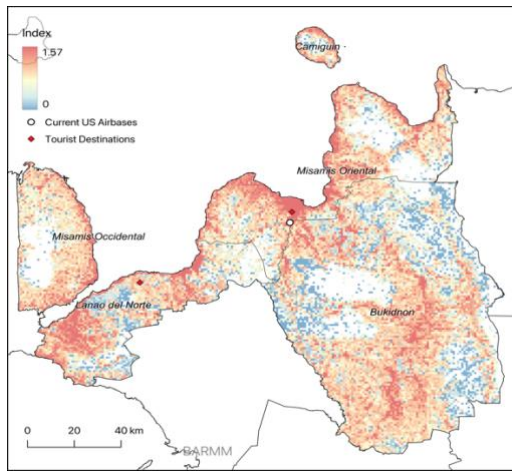 Index
1.57
0
Current US Airbases
Tourist Destinations
Camiguin
Misamis Oriental
Misamis Occidental
Lanao del Norte
Bukidnon
0 20 40 km
BARMM